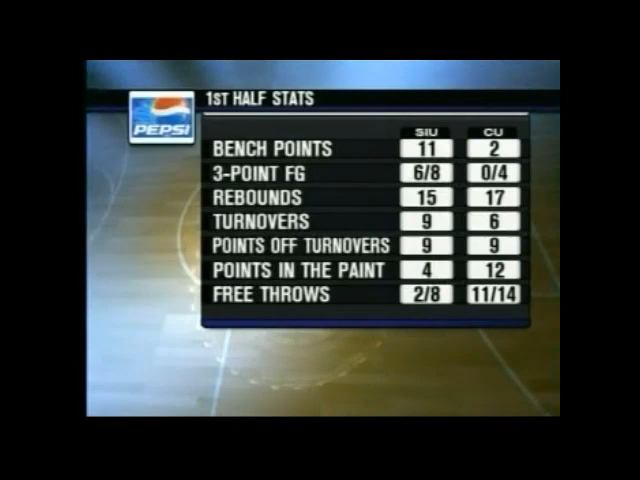 PEPSI
1ST HALF STATS
SIU CU
BENCH POINTS 11 2
3-POINT FG 6/8 0/4
REBOUNDS 15 17
TURNOVERS 9 6
POINTS OFF TURNOVERS 9 9
POINTS IN THE PAINT 4 12
FREE THROWS 2/8 11/14